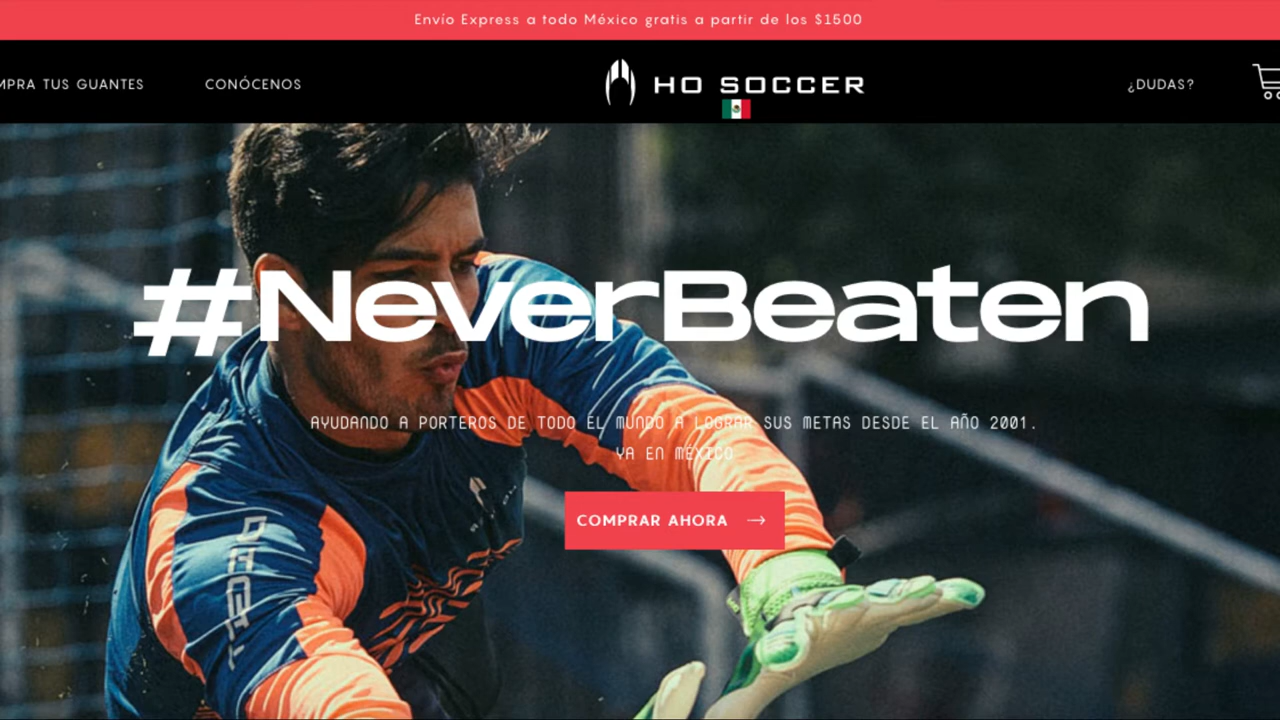 Envío Express a todo México gratis a partir de los $1500
MPRA TUS GUANTES
CONÓCENOS
HO SOCCER
¿DUDAS?
#NeverBeaten
AYUDANDO A PORTEROS DE TODO EL MUNDO A LOGRAR SUS METAS DESDE EL AÑO 2001.
YA EN MÉXICO
COMPRAR AHORA →